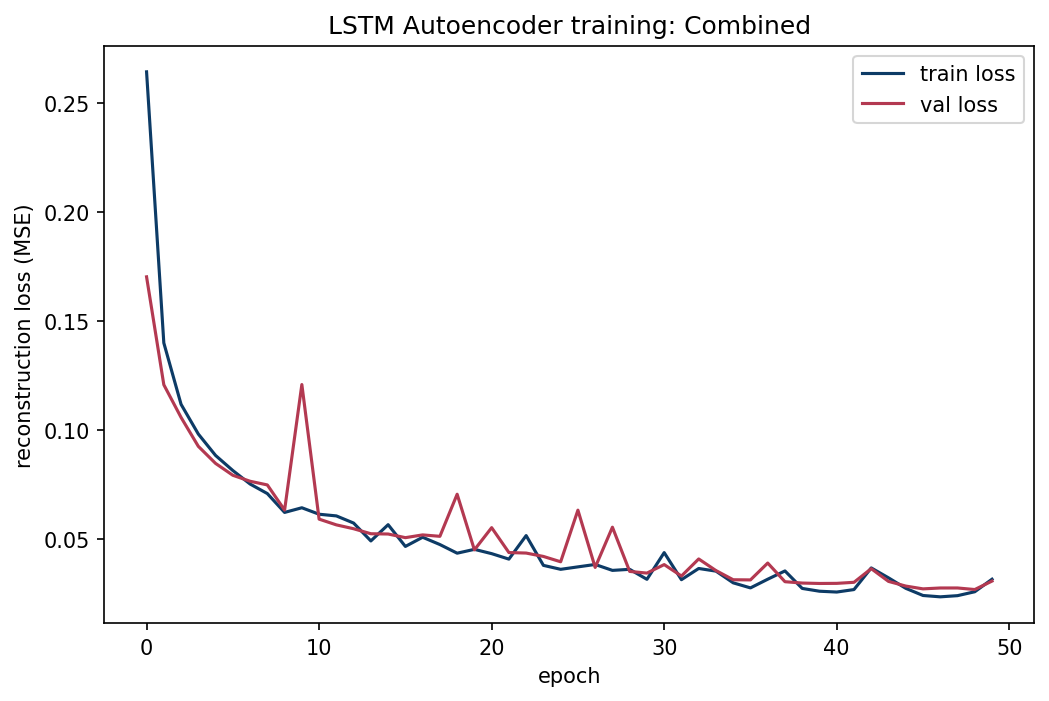 LSTM Autoencoder training: Combined
train loss
val loss
reconstruction loss (MSE)
0.25
0.20
0.15
0.10
0.05
0 10 20 30 40 50
epoch